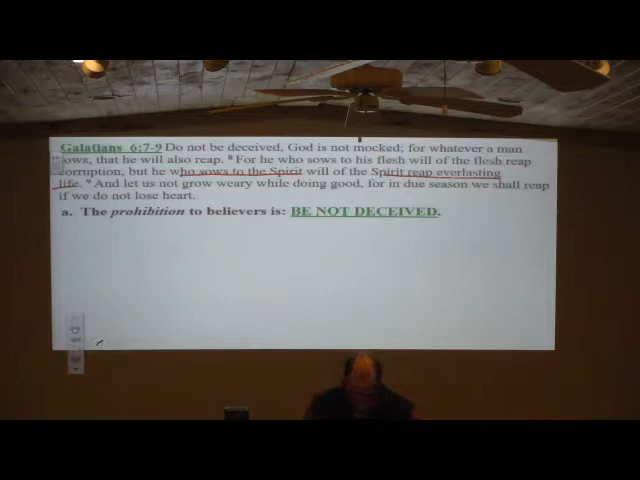 Galatians 6;7-9 Do not be deceived, God is not mocked; for whatever a man
sows, that he will also reap. 8 For he who sows to his flesh will of the flesh reap
corruption, but he who sows to the Spirit will of the Spirit reap everlasting
life. 9 And let us not grow weary while doing good, for in due season we shall reap
if we do not lose heart.
a. The prohibition to believers is: BE NOT DECEIVED.